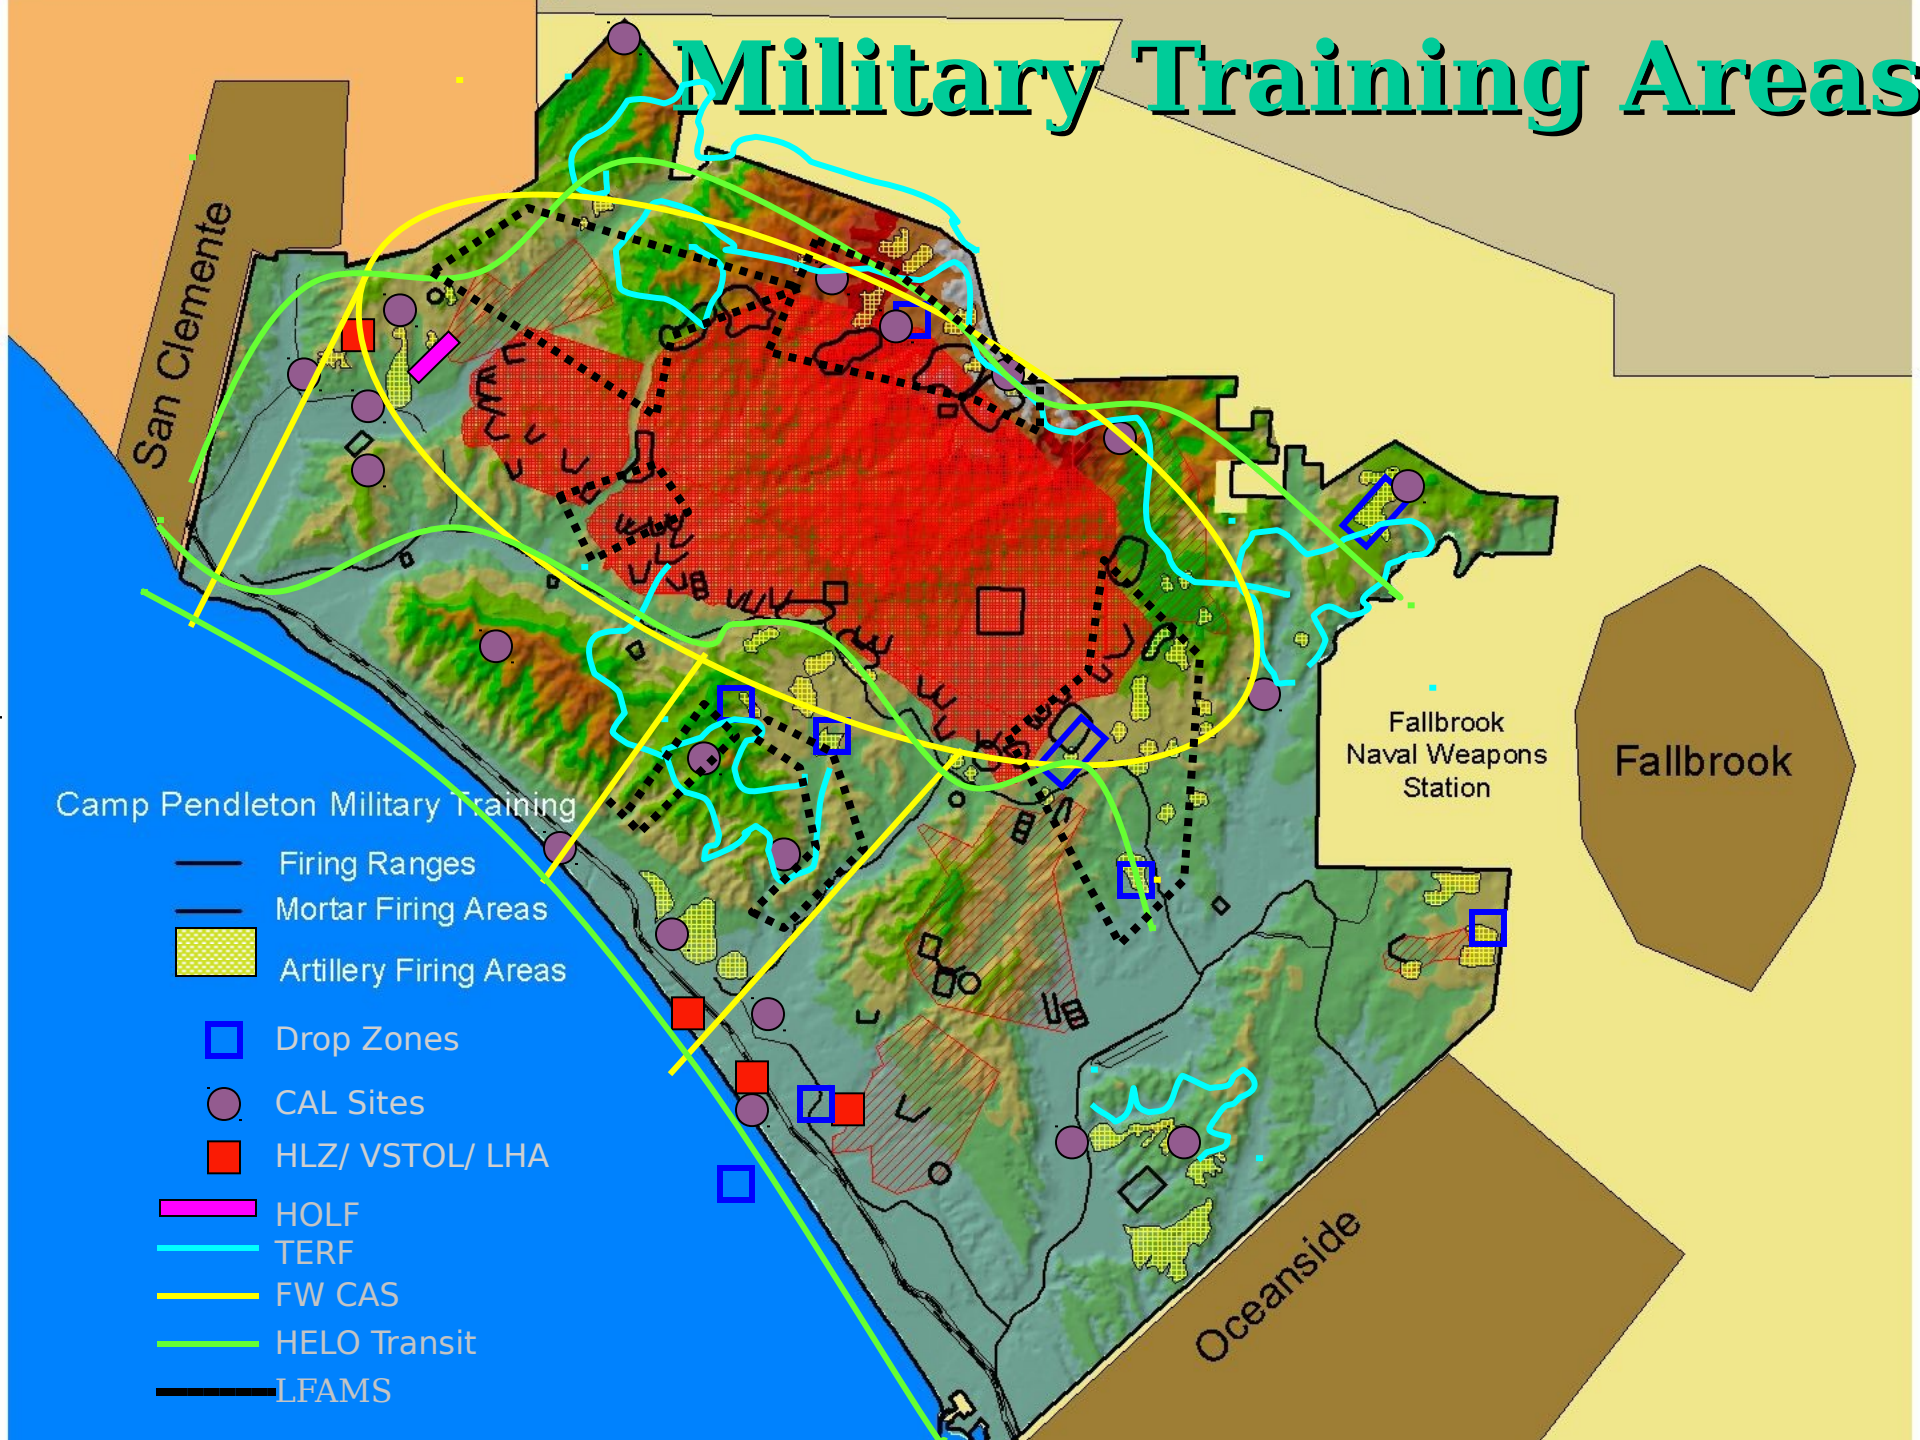 Military Training Areas
San Clemente
Fallbrook
Naval Weapons
Station
Fallbrook
Camp Pendleton Military Training
Firing Ranges
Mortar Firing Areas
Artillery Firing Areas
Drop Zones
CAL Sites
HLZ/ VSTOL/ LHA
HOLF
TERF
FW CAS
HELO Transit
LFAMS
Oceanside